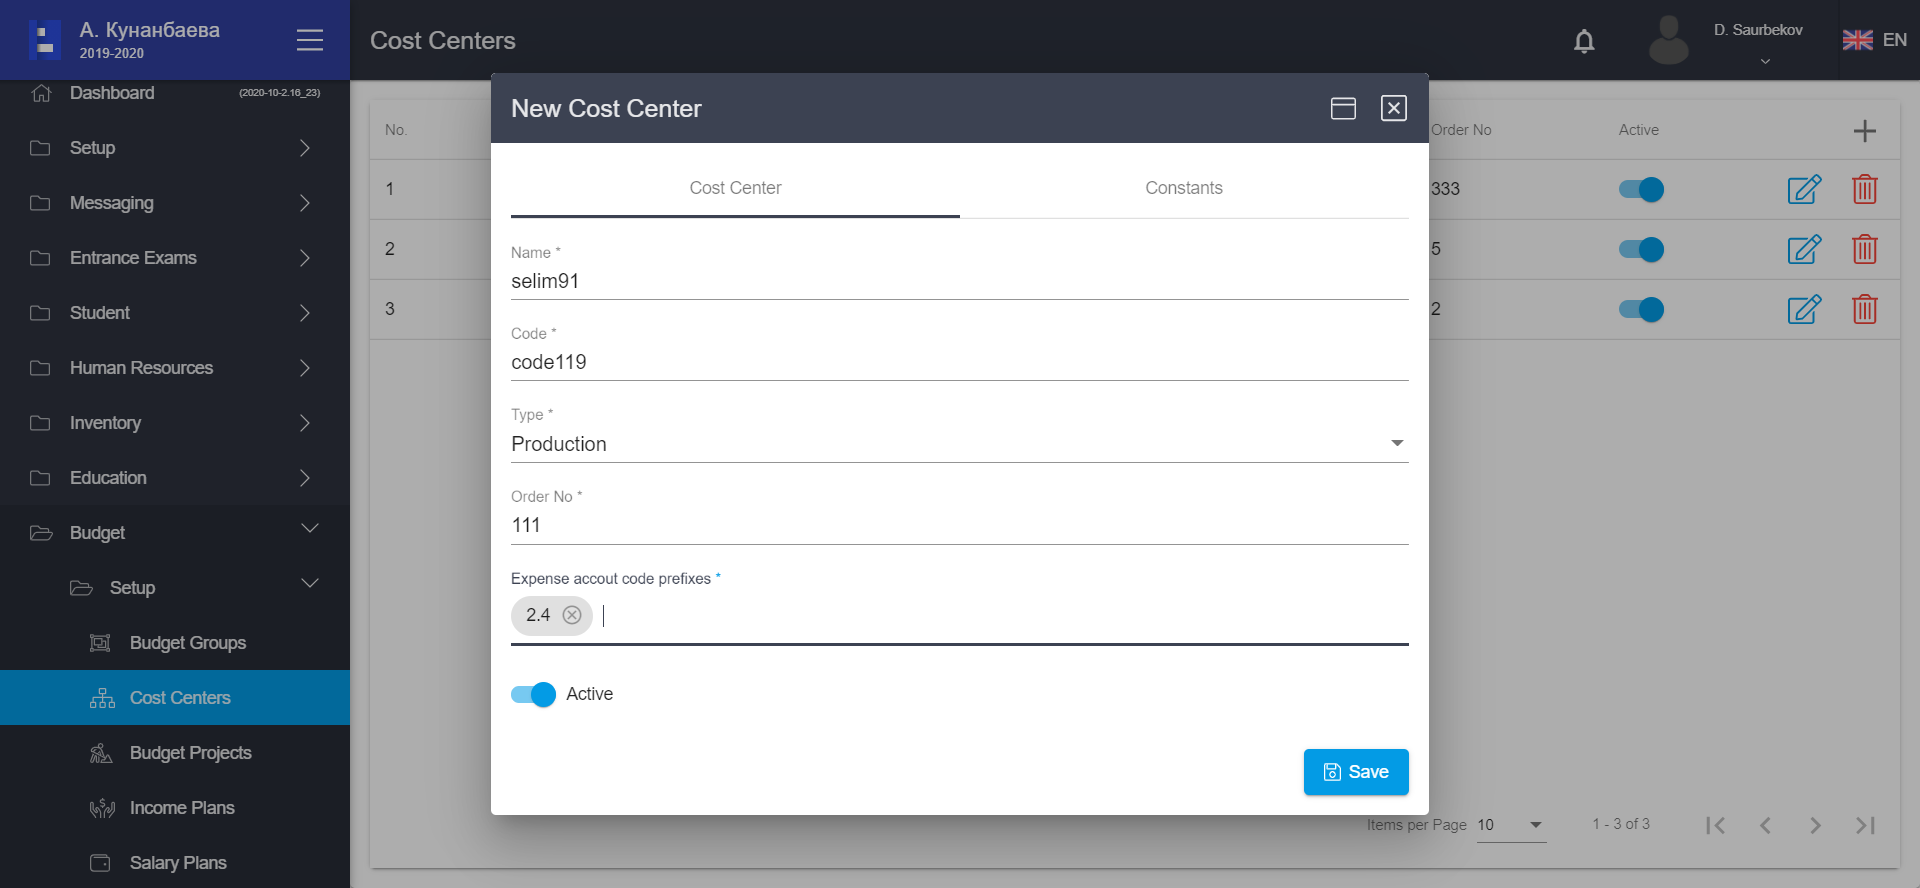 А. Кунанбаева
2019-2020
Cost Centers
D. Saurbekov
EN
Dashboard
(2020-10-2.16_23)
Setup
Messaging
Entrance Exams
Student
Human Resources
Inventory
Education
Budget
Setup
Budget Groups
Cost Centers
Budget Projects
Income Plans
Salary Plans
No.
Order No
Active
1
333
2
5
3
2
New Cost Center
Cost Center
Constants
Name *
selim91
Code *
code119
Type *
Production
Order No *
111
Expense accout code prefixes *
2.4
Active
Save
Items per Page 10
1 - 3 of 3